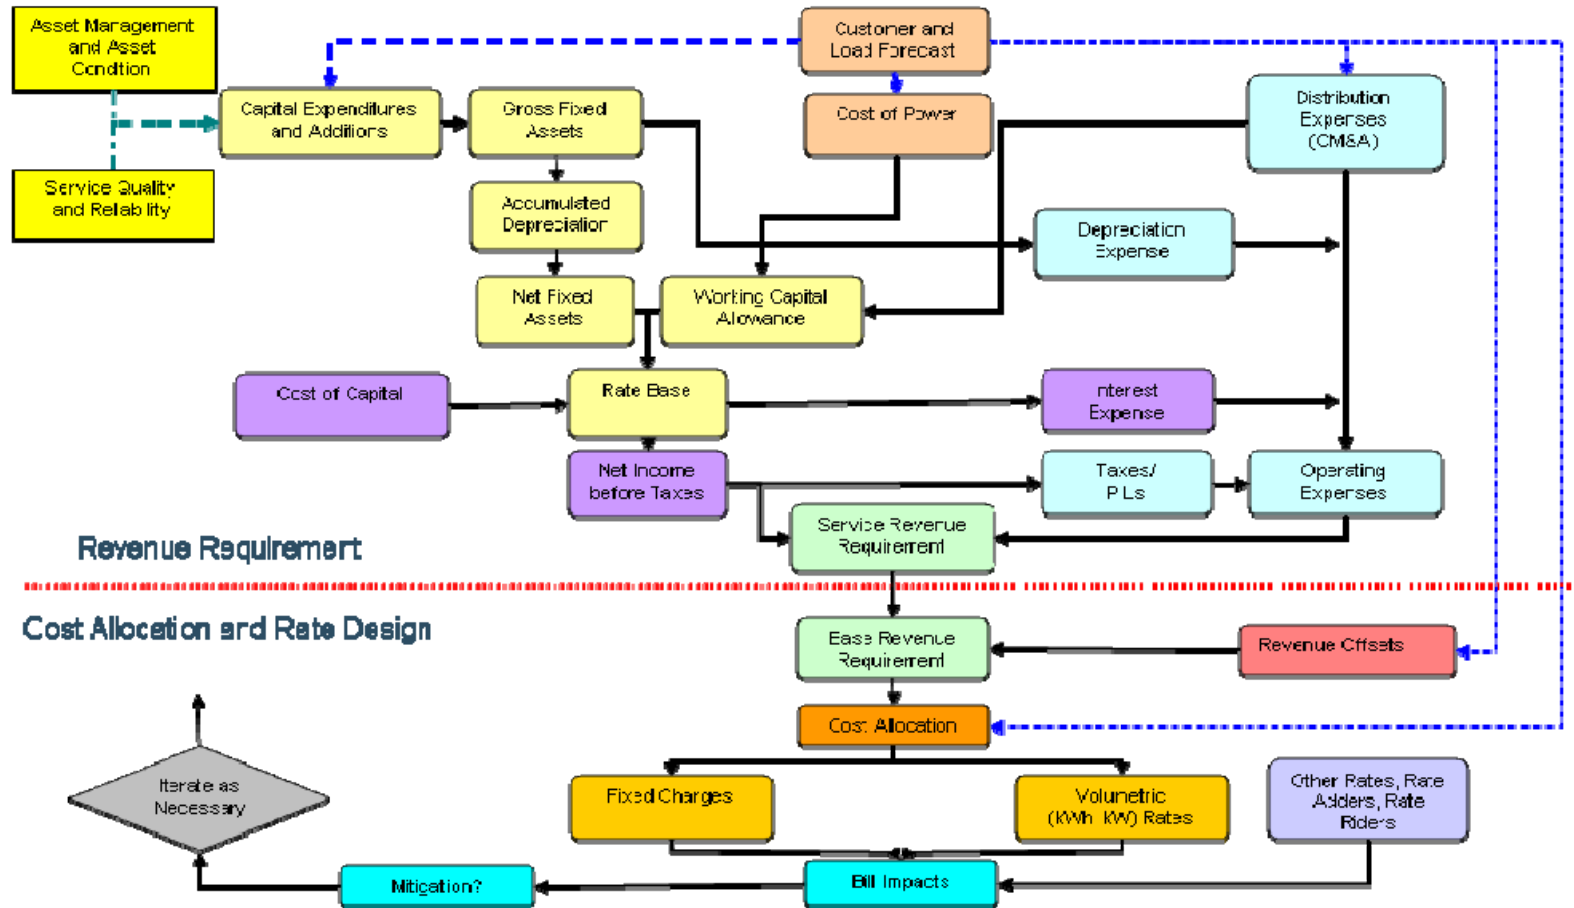 Asset Management
and Asset
Condition
Customer and
Load Forecast
Capital Expenditures
and Additions
Gross Fixed
Assets
Cost of Power
Distribution
Expenses
(OM&A)
Service Quality
and Reliability
Accumulated
Depreciation
Depreciation
Expense
Net Fixed
Assets
Working Capital
Allowance
Cost of Capital
Rate Base
Interest
Expense
Net Income
before Taxes
Taxes/
PILs
Operating
Expenses
Service Revenue
Requirement
Revenue Requirement
Cost Allocation and Rate Design
Base Revenue
Requirement
Revenue Offsets
Cost Allocation
Iterate as
Necessary
Fixed Charges
Volumetric
(kWh, kW) Rates
Other Rates, Rate
Adders, Rate
Riders
Mitigation?
Bill Impacts